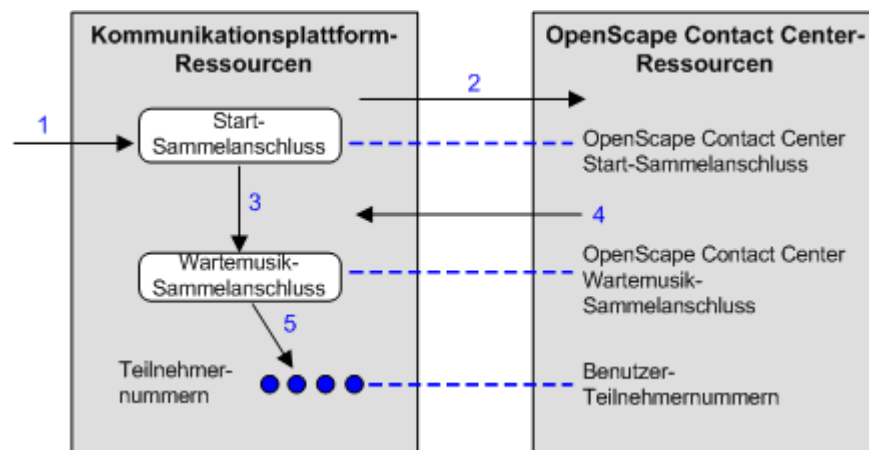 Kommunikationsplattform-
Ressourcen
OpenScape Contact Center-
Ressourcen
1
2
Start-
Sammelanschluss
OpenScape Contact Center
Start-Sammelanschluss
3
4
Wartemusik-
Sammelanschluss
OpenScape Contact Center
Wartemusik-
Sammelanschluss
5
Teilnehmer-
nummern
Benutzer-
Teilnehmernummern